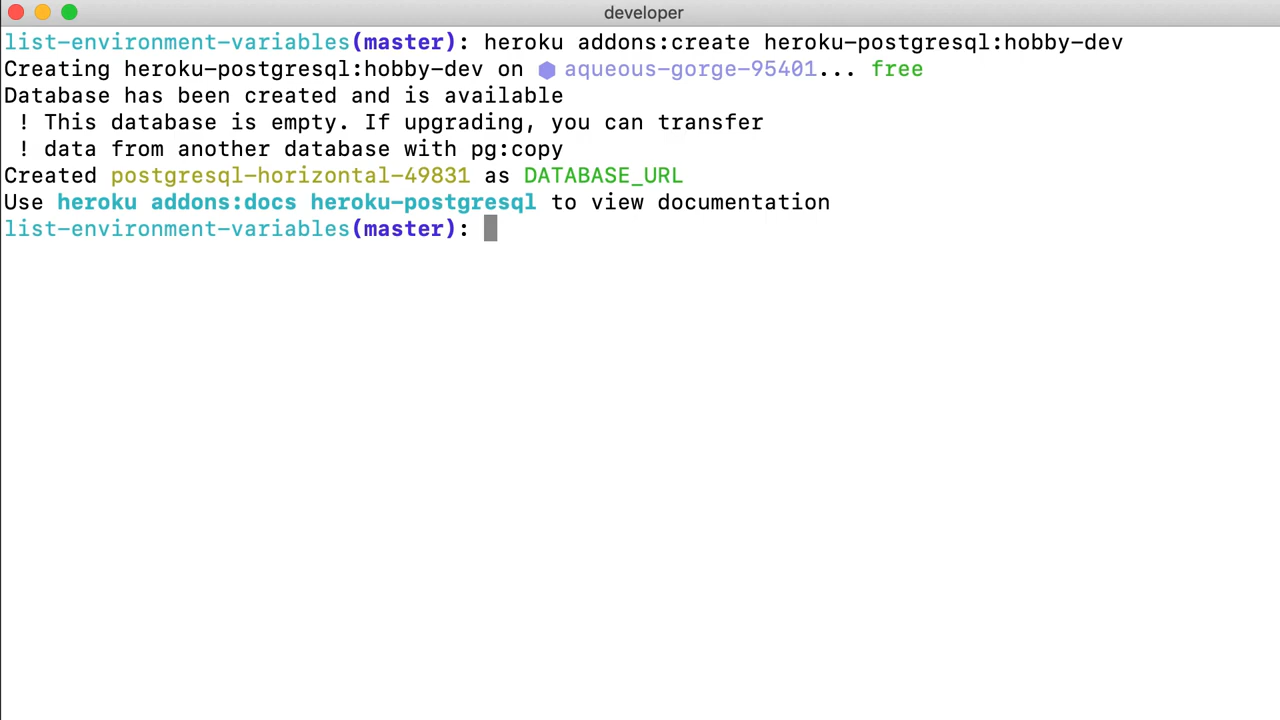 developer
list-environment-variables(master): heroku addons:create heroku-postgresql:hobby-dev
Creating heroku-postgresql:hobby-dev on ⬢ aqueous-gorge-95401... free
Database has been created and is available
 ! This database is empty. If upgrading, you can transfer
 ! data from another database with pg:copy
Created postgresql-horizontal-49831 as DATABASE_URL
Use heroku addons:docs heroku-postgresql to view documentation
list-environment-variables(master):